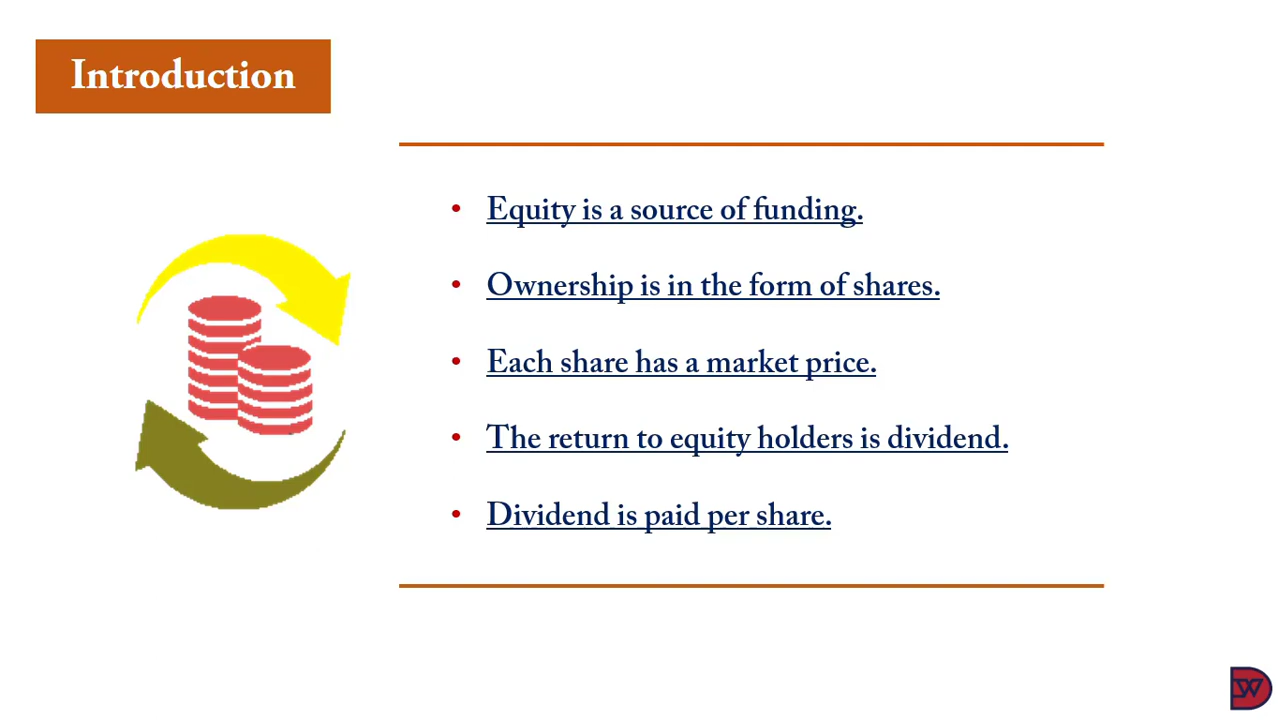 Introduction
• Equity is a source of funding.
• Ownership is in the form of shares.
• Each share has a market price.
• The return to equity holders is dividend.
• Dividend is paid per share.
DW